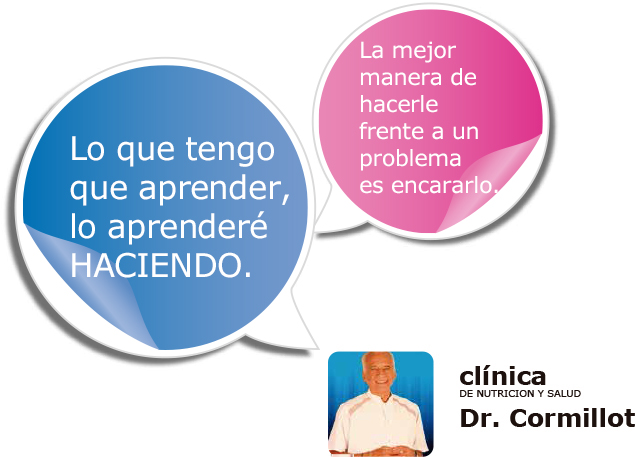 Lo que tengo
que aprender,
lo aprenderé
HACIENDO.
La mejor
manera de
hacerle
frente a un
problema
es encararlo.
clínica
DE NUTRICION Y SALUD
Dr. Cormillot